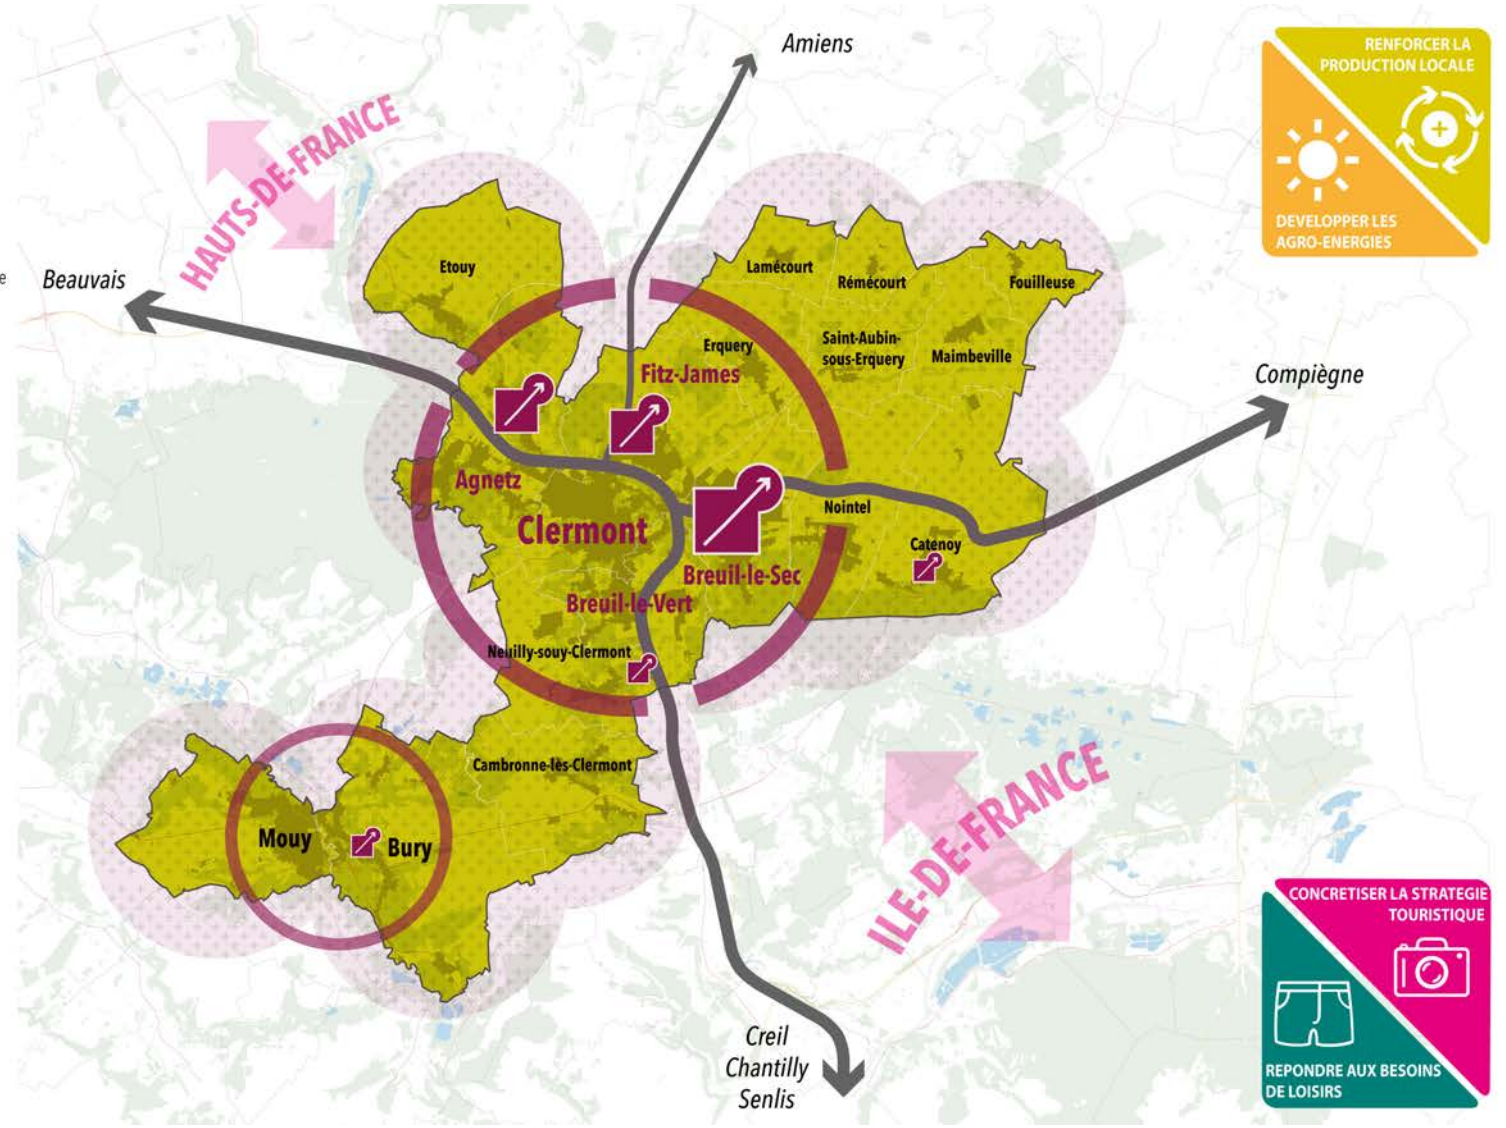 Amiens
RENFORCER LA
PRODUCTION LOCALE
HAUTS-DE-FRANCE
DEVELOPPER LES
AGRO-ENERGIES
e
Beauvais
Etouy
Lamécourt
Rémécourt
Fouilleuse
Erquery
Saint-Aubin-
sous-Erquery
Maimbeville
Fitz-James
Compiègne
Agnetz
Clermont
Nointel
Catenoy
Breuil-le-Sec
Breuil-le-Vert
Neuilly-souy-Clermont
Cambronne-lès-Clermont
Mouy
Bury
ILE-DE-FRANCE
CONCRETISER LA STRATEGIE
TOURISTIQUE
REPONDRE AUX BESOINS
DE LOISIRS
Creil
Chantilly
Senlis